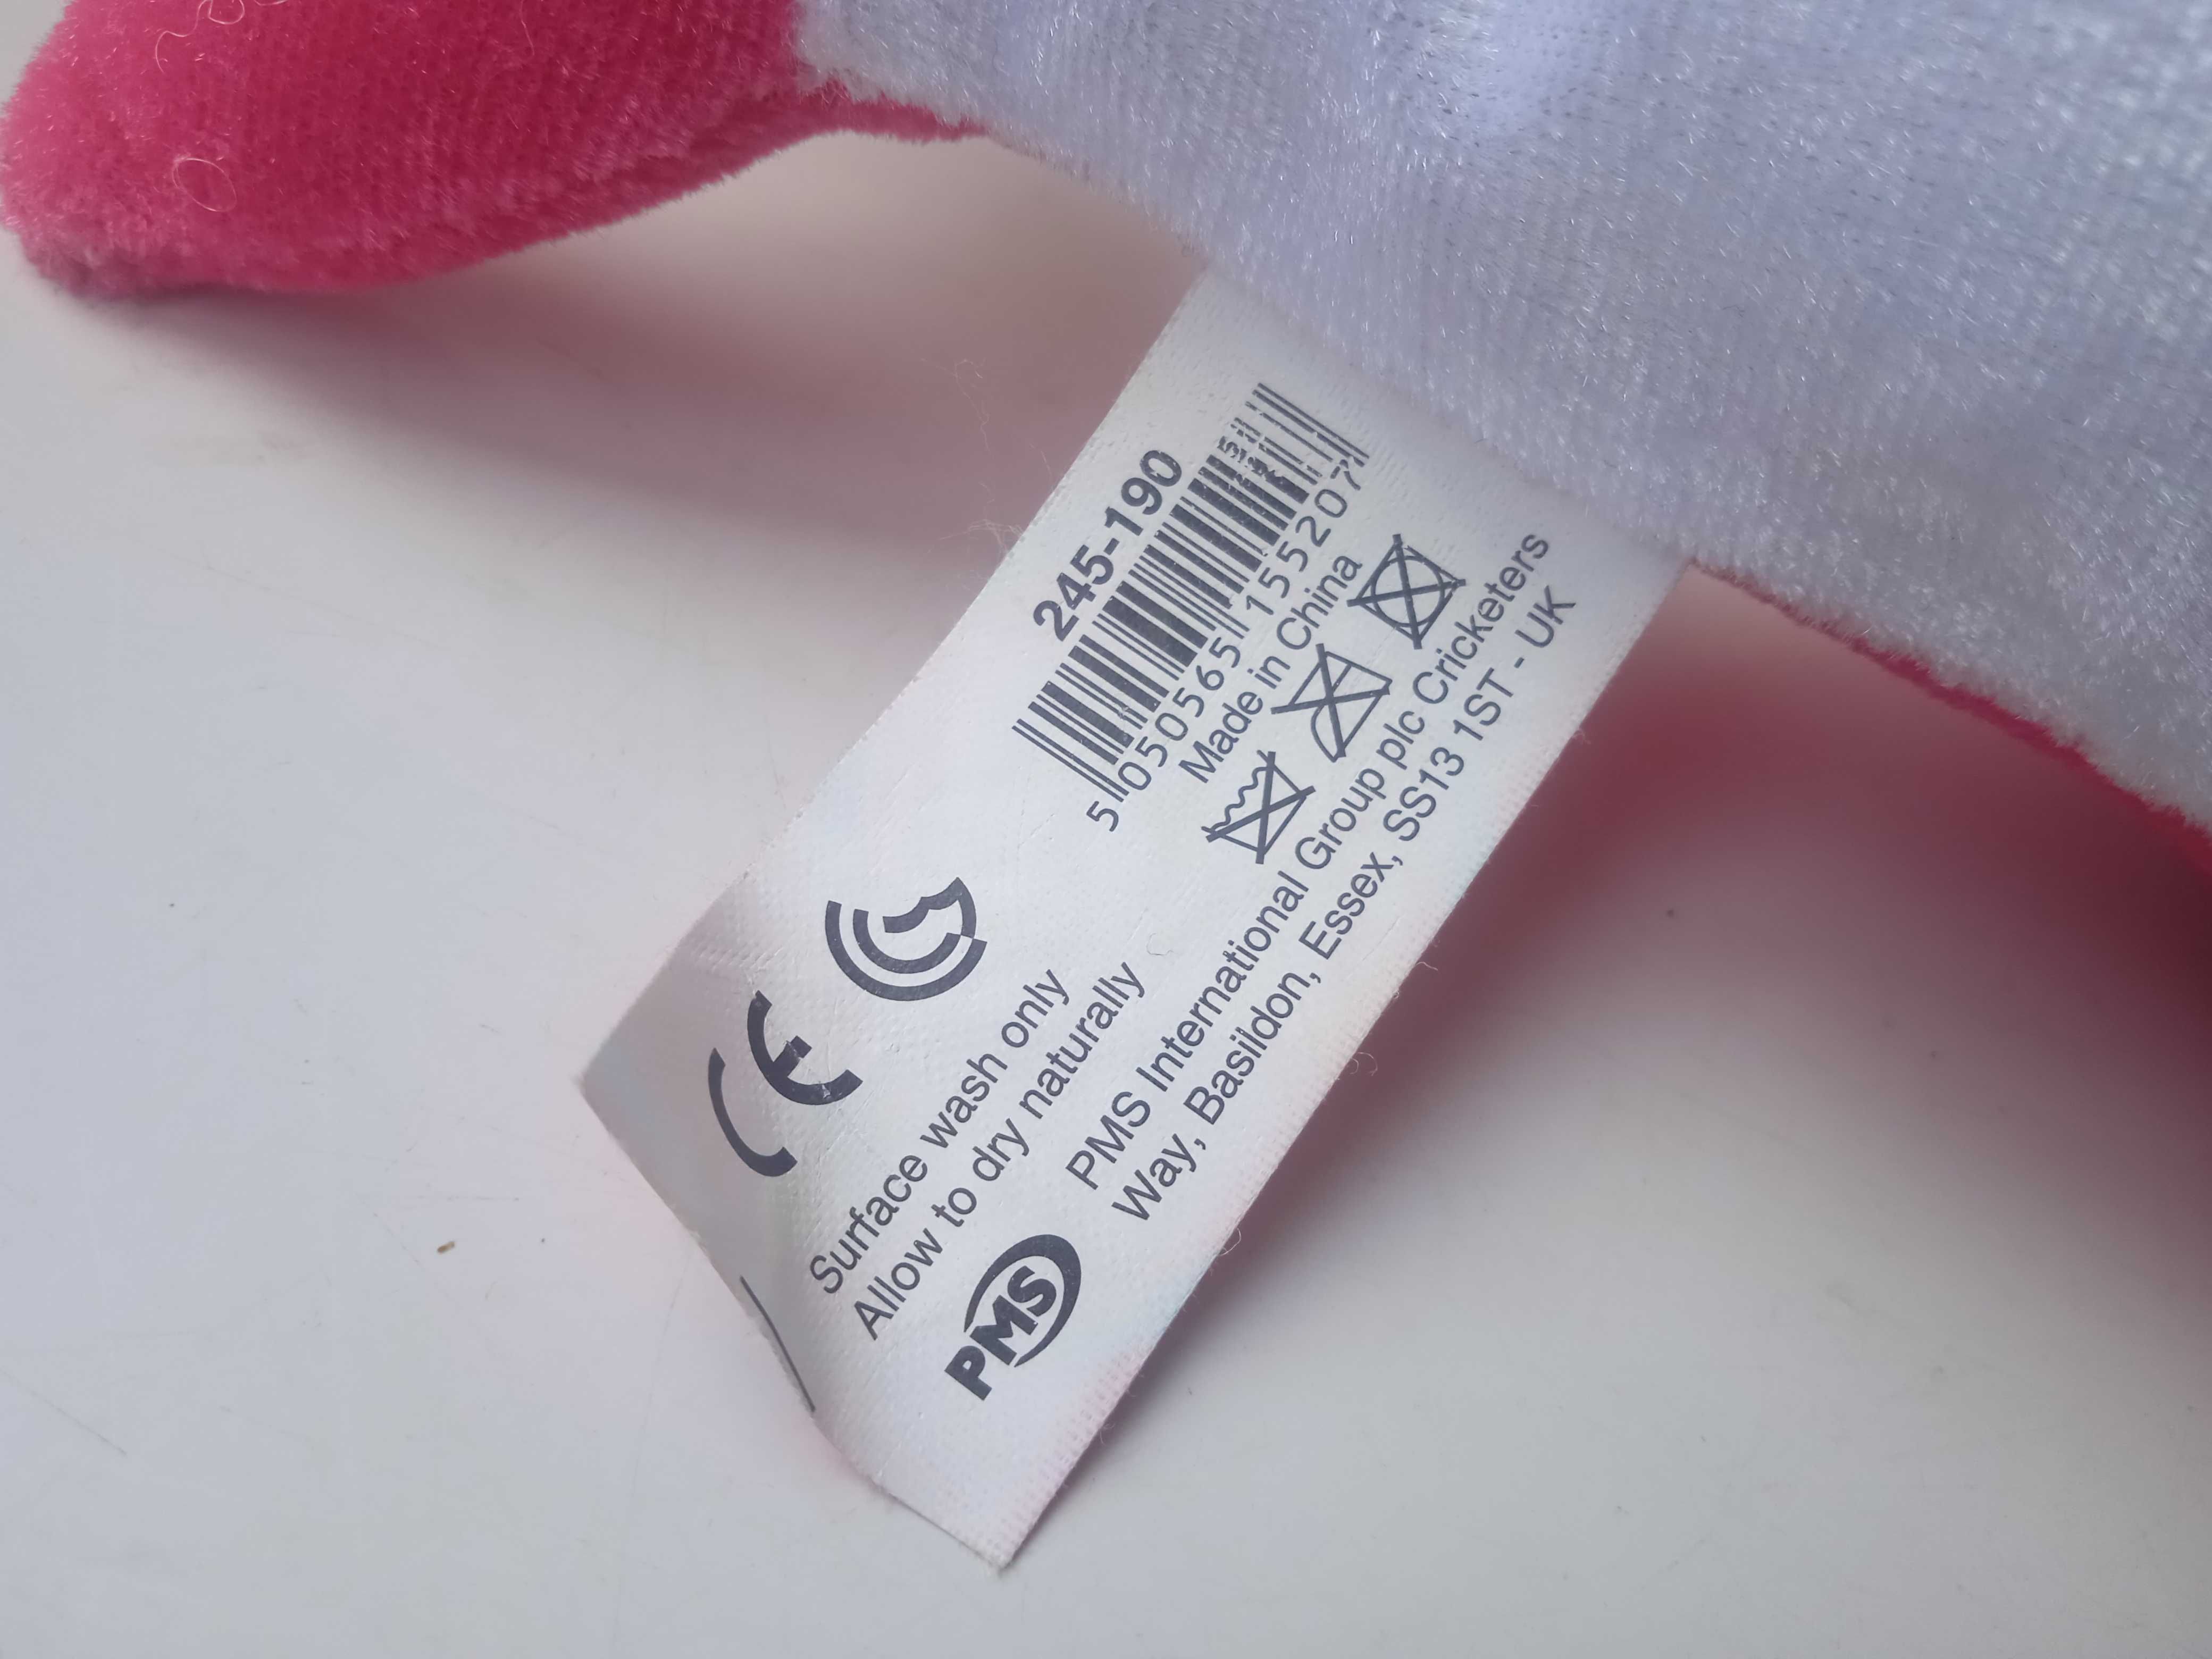 245-190
5 050565 155207
Made in China
CE
Surface wash only
Allow to dry naturally
PMS
PMS International Group plc Cricketers
Way, Basildon, Essex, SS13 1ST - UK